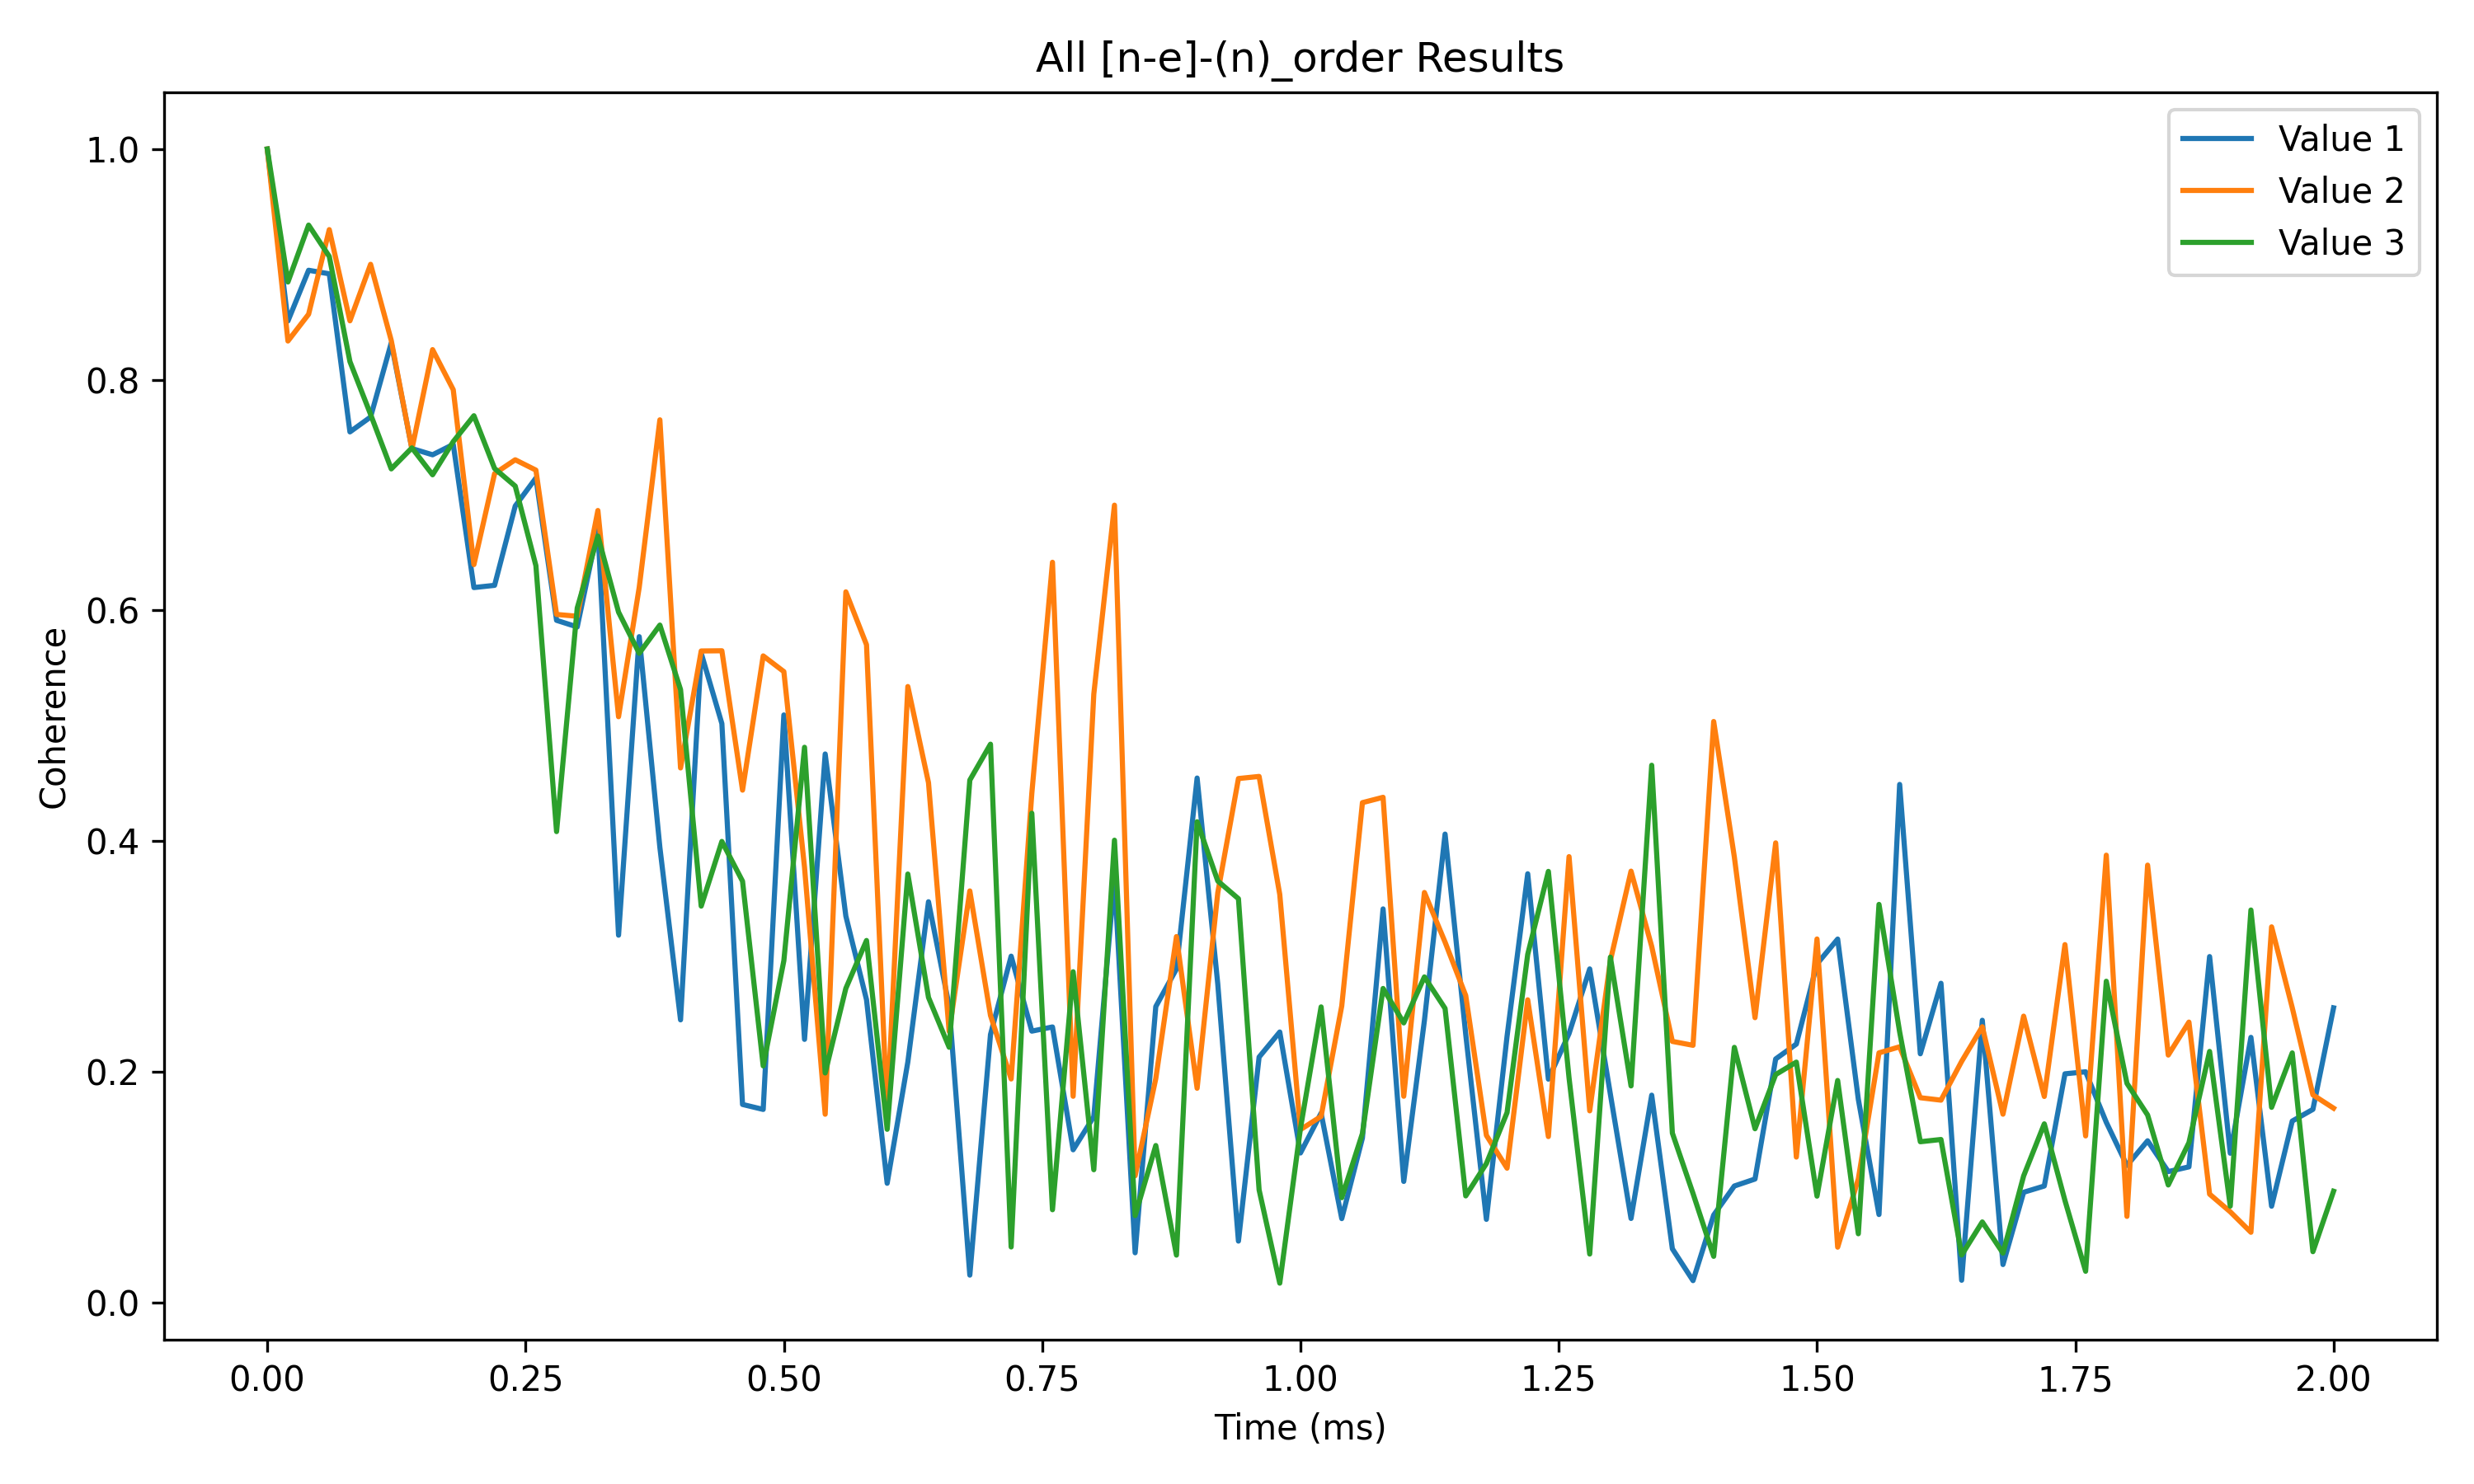 All [n-e]-(n)_order Results
Value 1
Value 2
Value 3
Coherence
1.0
0.8
0.6
0.4
0.2
0.0
0.00 0.25 0.50 0.75 1.00 1.25 1.50 1.75 2.00
Time (ms)